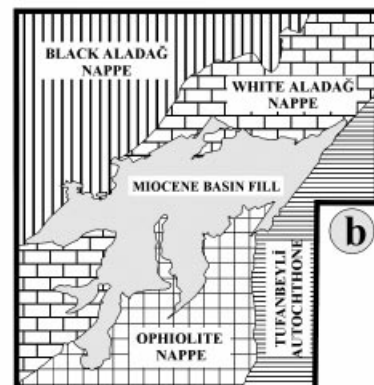 BLACK ALADAĞ
NAPPE
WHITE ALADAĞ
NAPPE
MIOCENE BASIN FILL
b
TUFANBEYLİ
AUTOCHTHONE
OPHIOLITE
NAPPE